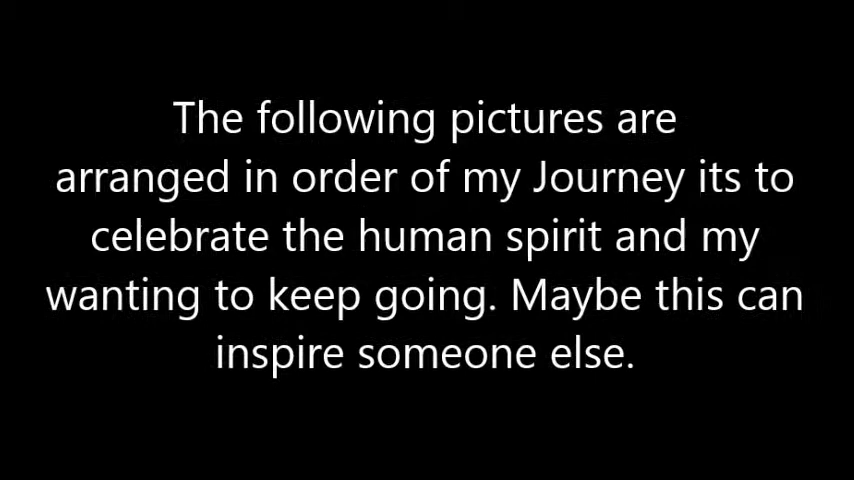 The following pictures are
arranged in order of my Journey its to
celebrate the human spirit and my
wanting to keep going. Maybe this can
inspire someone else.